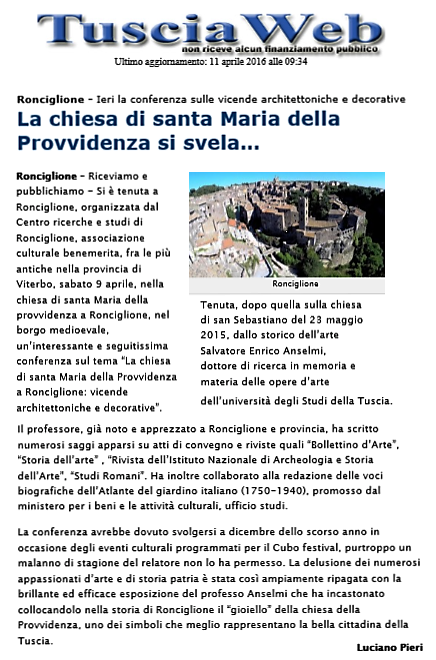 TusciaWeb
non riceve alcun finanziamento pubblico
Ultimo aggiornamento: 11 aprile 2016 alle 09:34
Ronciglione – Ieri la conferenza sulle vicende architettoniche e decorative
La chiesa di santa Maria della
Provvidenza si svela...
Ronciglione – Riceviamo e
pubblichiamo – Si è tenuta a
Ronciglione, organizzata dal
Centro ricerche e studi di
Ronciglione, associazione
culturale benemerita, fra le più
antiche nella provincia di
Viterbo, sabato 9 aprile, nella
chiesa di santa Maria della
provvidenza a Ronciglione, nel
borgo medioevale,
un'interessante e seguitissima
conferenza sul tema "La chiesa
di santa Maria della Provvidenza
a Ronciglione: vicende
architettoniche e decorative".
Ronciglione
Tenuta, dopo quella sulla chiesa
di san Sebastiano del 23 maggio
2015, dallo storico dell'arte
Salvatore Enrico Anselmi,
dottore di ricerca in memoria e
materia delle opere d'arte
dell'università degli Studi della Tuscia.
Il professore, già noto e apprezzato a Ronciglione e provincia, ha scritto
numerosi saggi apparsi su atti di convegno e riviste quali "Bollettino d'Arte",
"Storia dell'arte" , "Rivista dell'Istituto Nazionale di Archeologia e Storia
dell'Arte", "Studi Romani". Ha inoltre collaborato alla redazione delle voci
biografiche dell'Atlante del giardino italiano (1750-1940), promosso dal
ministero per i beni e le attività culturali, ufficio studi.
La conferenza avrebbe dovuto svolgersi a dicembre dello scorso anno in
occasione degli eventi culturali programmati per il Cubo festival, purtroppo un
malanno di stagione del relatore non lo ha permesso. La delusione dei numerosi
appassionati d'arte e di storia patria è stata così ampiamente ripagata con la
brillante ed efficace esposizione del professo Anselmi che ha incastonato
collocandolo nella storia di Ronciglione il "gioiello" della chiesa della
Provvidenza, uno dei simboli che meglio rappresentano la bella cittadina della
Tuscia.
Luciano Pieri